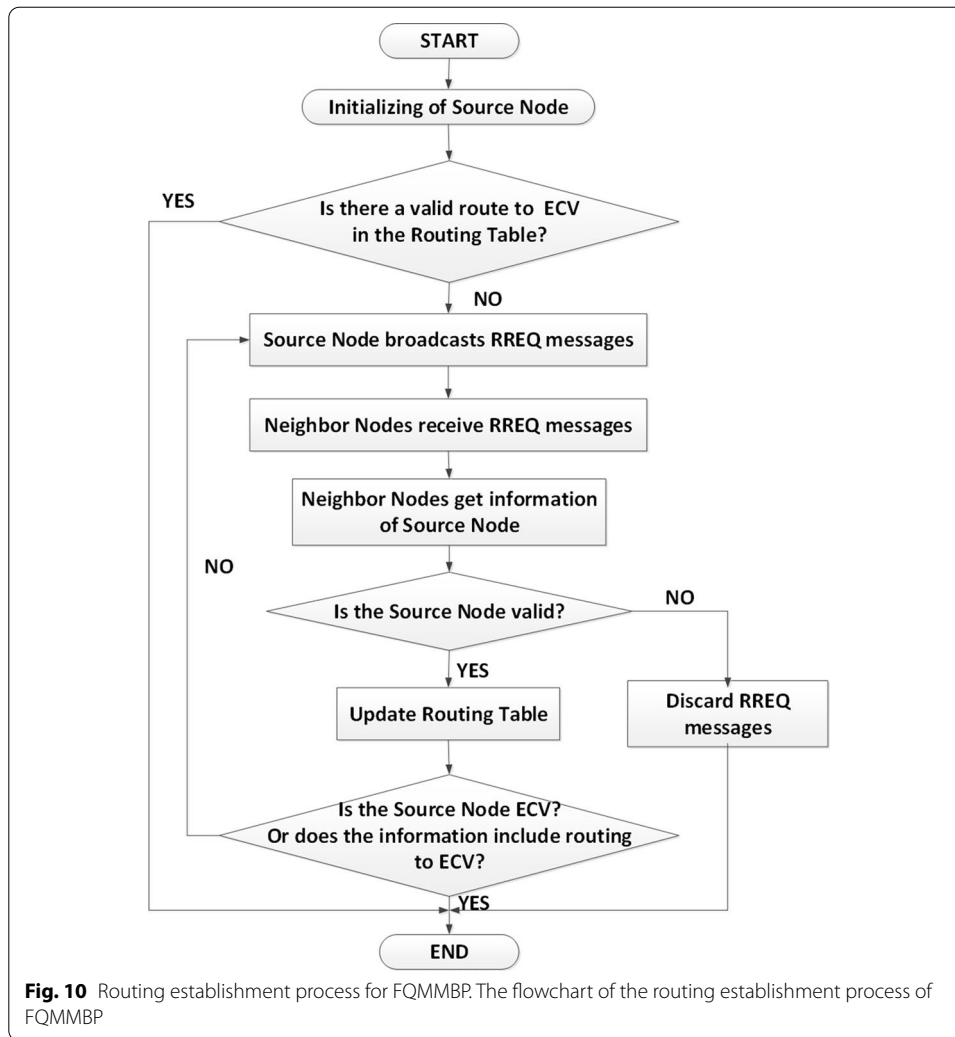 START
Initializing of Source Node
YES
Is there a valid route to ECV
in the Routing Table?
NO
Source Node broadcasts RREQ messages
Neighbor Nodes receive RREQ messages
Neighbor Nodes get information
of Source Node
NO
Is the Source Node valid?
NO
YES
Update Routing Table
Discard RREQ
messages
Is the Source Node ECV?
Or does the information include routing
to ECV?
YES
END
Fig. 10 Routing establishment process for FQMMBP. The flowchart of the routing establishment process of
FQMMBP